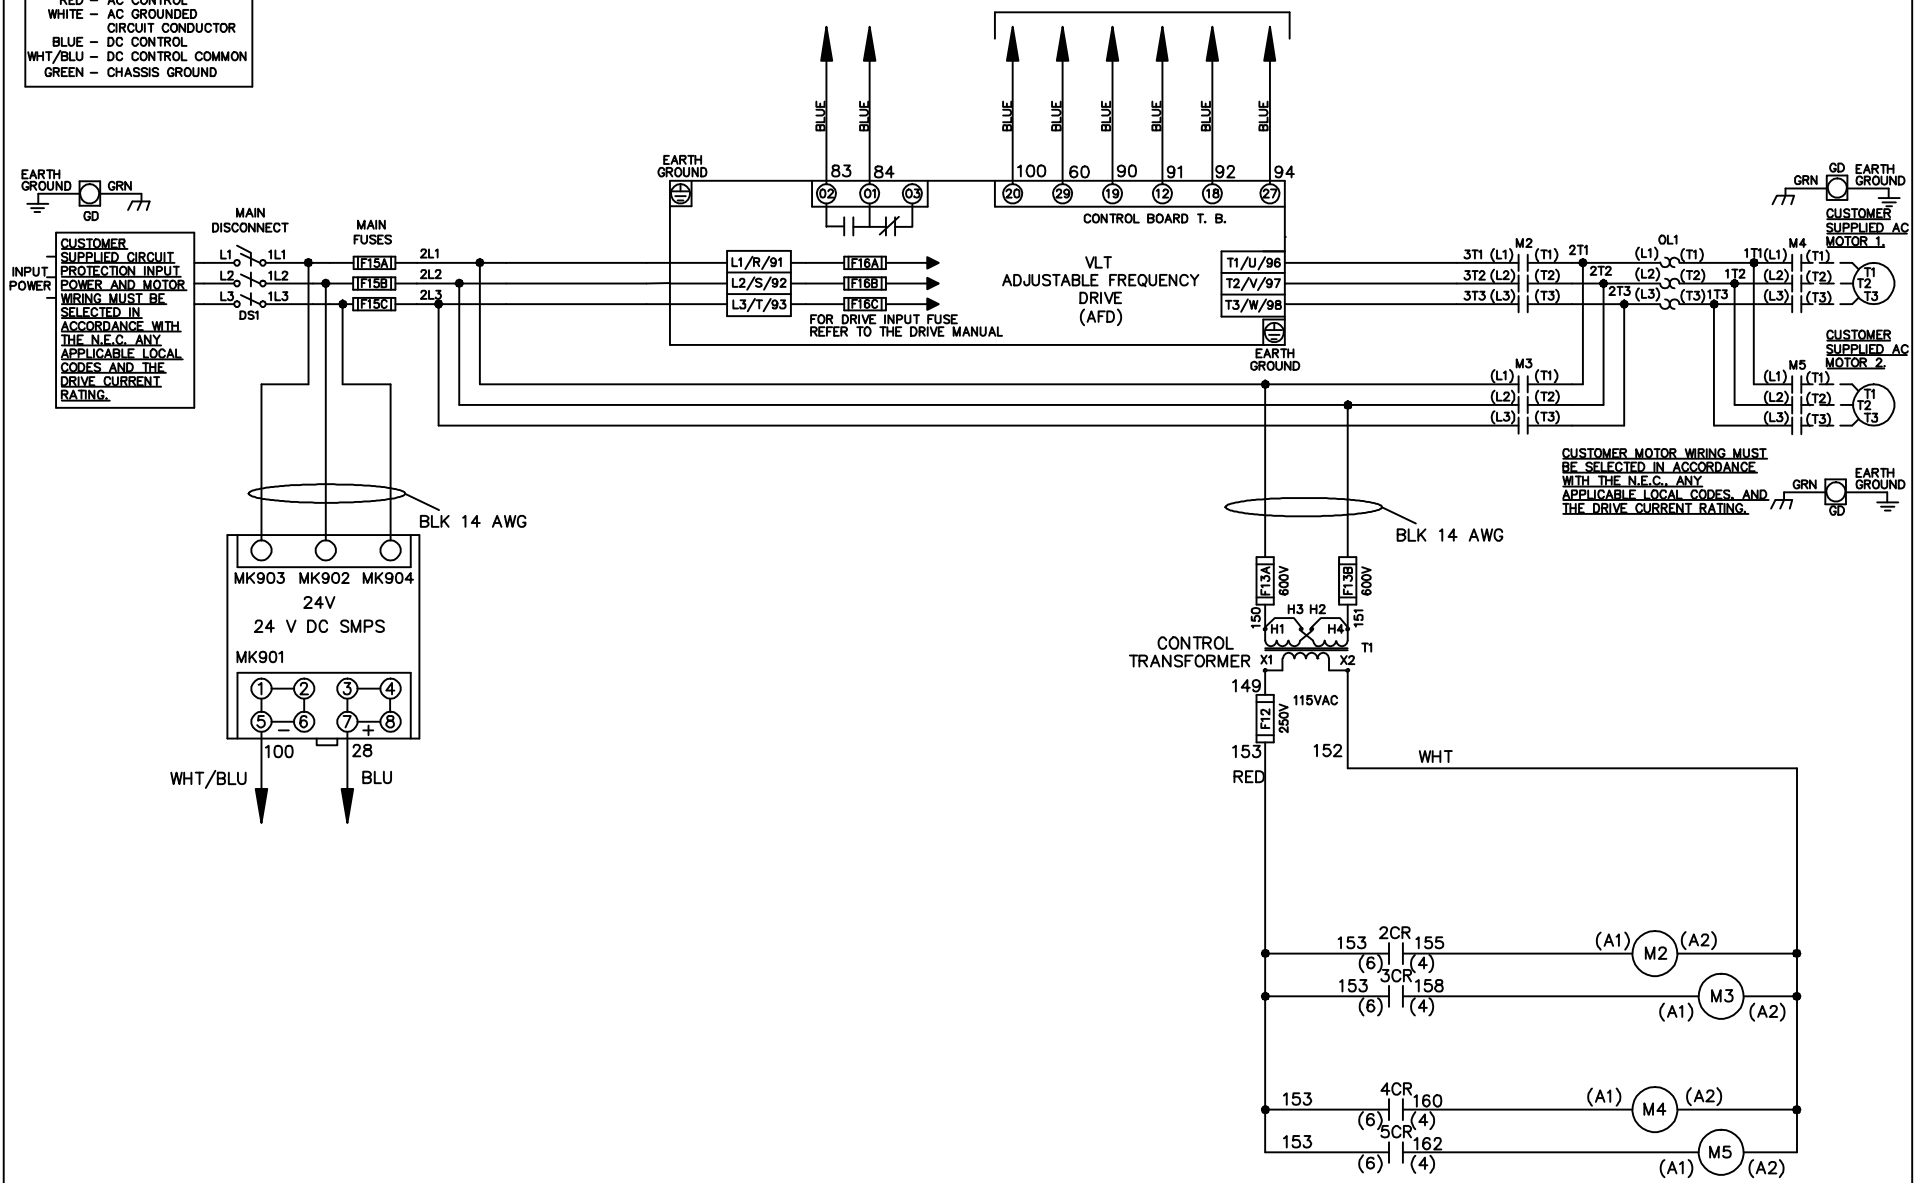 RED – AC CONTROL
WHITE – AC GROUNDED
CIRCUIT CONDUCTOR
BLUE – DC CONTROL
WHT/BLU – DC CONTROL COMMON
GREEN – CHASSIS GROUND
BLUE
BLUE
BLUE
BLUE
BLUE
BLUE
BLUE
BLUE
EARTH
GROUND
83
84
100
60
90
91
92
94
02
01
03
20
29
19
12
18
27
CONTROL BOARD T. B.
EARTH
GROUND
GRN
GD
MAIN
DISCONNECT
MAIN
FUSES
INPUT
POWER
CUSTOMER
SUPPLIED CIRCUIT
PROTECTION INPUT
POWER AND MOTOR
WIRING MUST BE
SELECTED IN
ACCORDANCE WITH
THE N.E.C. ANY
APPLICABLE LOCAL
CODES AND THE
DRIVE CURRENT
RATING.
L1 1L1 F15A 2L1
L2 1L2 F15B 2L2
L3 1L3 F15C 2L3
DS1
L1/R/91 F16A
L2/S/92 F16B
L3/T/93 F16C
FOR DRIVE INPUT FUSE
REFER TO THE DRIVE MANUAL
VLT
ADJUSTABLE FREQUENCY
DRIVE
(AFD)
T1/U/96
T2/V/97
T3/W/98
EARTH
GROUND
M2
3T1 (L1) (T1) 2T1
3T2 (L2) (T2) 2T2
3T3 (L3) (T3) 2T3
OL1
(L1) (T1) 1T1
(L2) (T2) 1T2
(L3) (T3) 1T3
M4
(L1) (T1)
(L2) (T2)
(L3) (T3)
T1
T2
T3
GRN
GD
EARTH
GROUND
CUSTOMER
SUPPLIED AC
MOTOR 1.
CUSTOMER
SUPPLIED AC
MOTOR 2.
M3
(L1) (T1)
(L2) (T2)
(L3) (T3)
M5
(L1) (T1)
(L2) (T2)
(L3) (T3)
T1
T2
T3
CUSTOMER MOTOR WIRING MUST
BE SELECTED IN ACCORDANCE
WITH THE N.E.C., ANY
APPLICABLE LOCAL CODES, AND
THE DRIVE CURRENT RATING.
GRN
GD
EARTH
GROUND
BLK 14 AWG
MK903 MK902 MK904
24V
24 V DC SMPS
MK901
1 2 3 4
5 6 7 8
– +
100
28
WHT/BLU
BLU
BLK 14 AWG
F13A
600V
F13B
600V
150
151
H3 H2
H1
H4
T1
CONTROL
TRANSFORMER
X1
X2
149
115VAC
F12
250V
153
152
RED
WHT
2CR
153 155
(6) (4)
(A1) M2 (A2)
3CR
153 158
(6) (4)
(A1) M3 (A2)
4CR
153 160
(6) (4)
(A1) M4 (A2)
5CR
153 162
(6) (4)
(A1) M5 (A2)